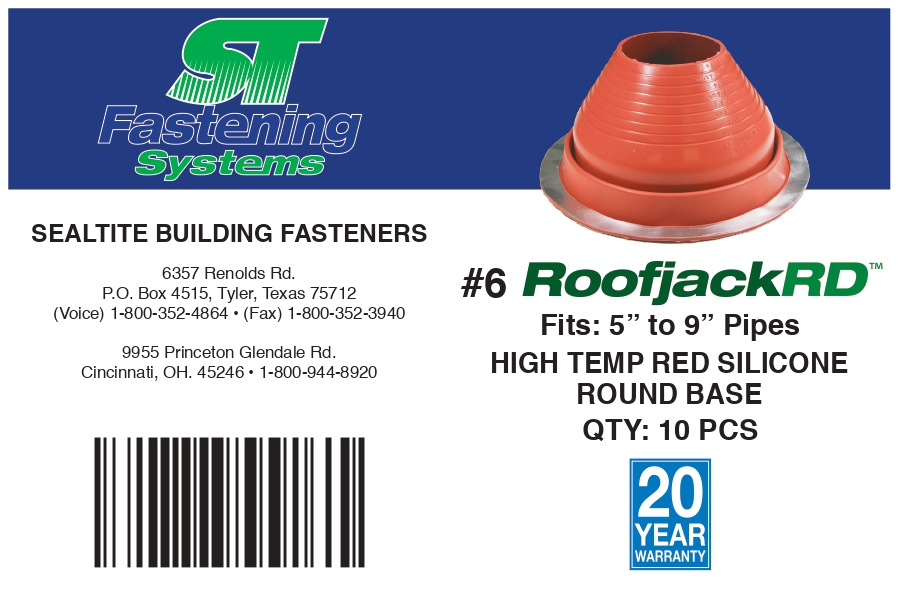 ST
Fastening
Systems
SEALTITE BUILDING FASTENERS
6357 Renolds Rd.
P.O. Box 4515, Tyler, Texas 75712
(Voice) 1-800-352-4864 • (Fax) 1-800-352-3940
9955 Princeton Glendale Rd.
Cincinnati, OH. 45246 • 1-800-944-8920
#6 RoofjackRD™
Fits: 5” to 9” Pipes
HIGH TEMP RED SILICONE
ROUND BASE
QTY: 10 PCS
20
YEAR
WARRANTY